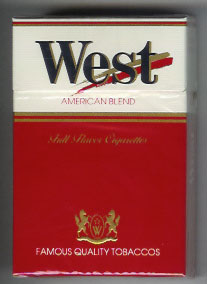 West
AMERICAN BLEND
Full Flavor Cigarettes
W
FAMOUS QUALITY TOBACCOS